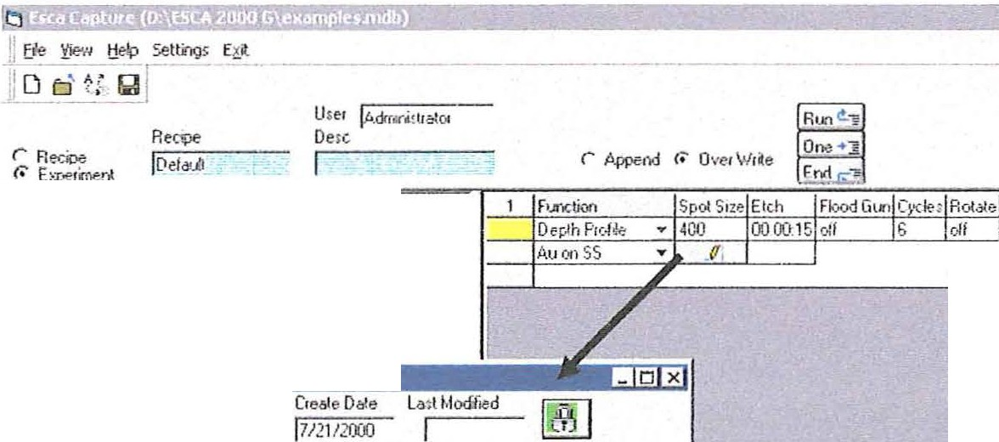 Esca Capture (D:\ESCA 2000 G\examples.mdb)
File View Help Settings Exit
User Administrator
Recipe Desc
Recipe
Default
Experiment
Append Over Write
Run
One
End
1 Function Spot Size Etch Flood Gun Cycles Rotate
Depth Profile 400 00:00:15 off 6 off
Au on SS
Create Date Last Modified
7/21/2000